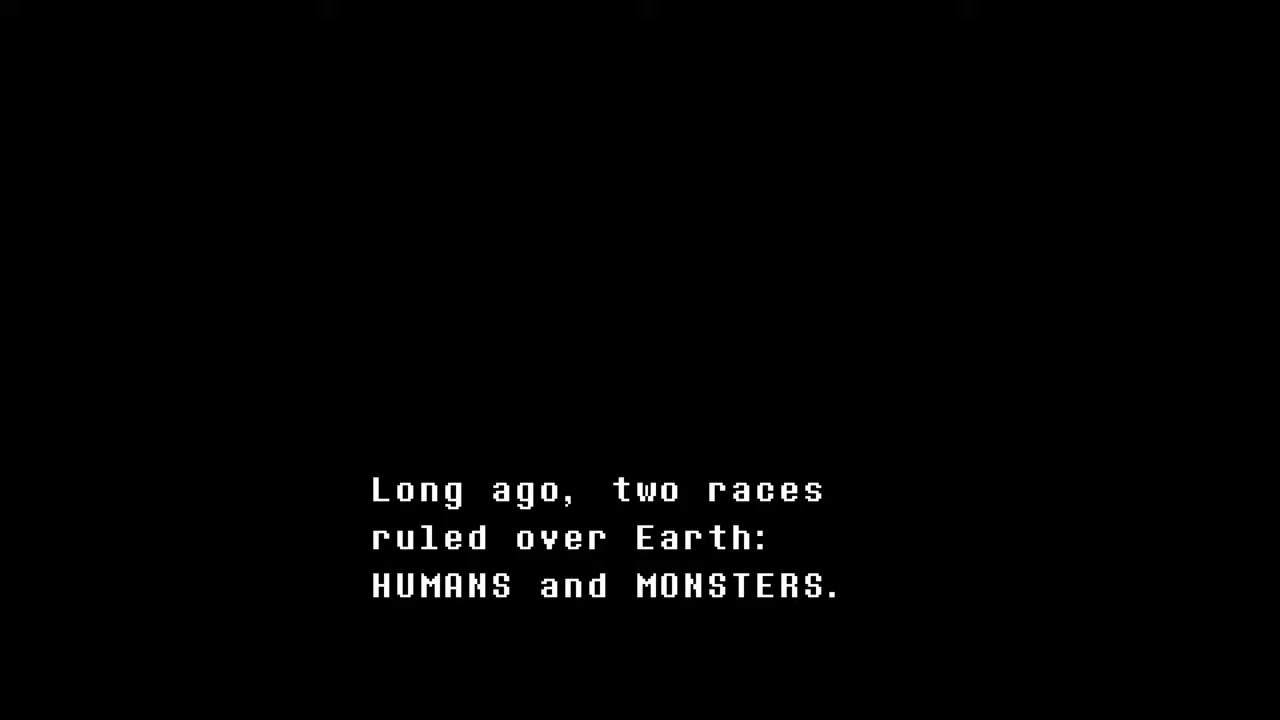 Long ago, two races
ruled over Earth:
HUMANS and MONSTERS.